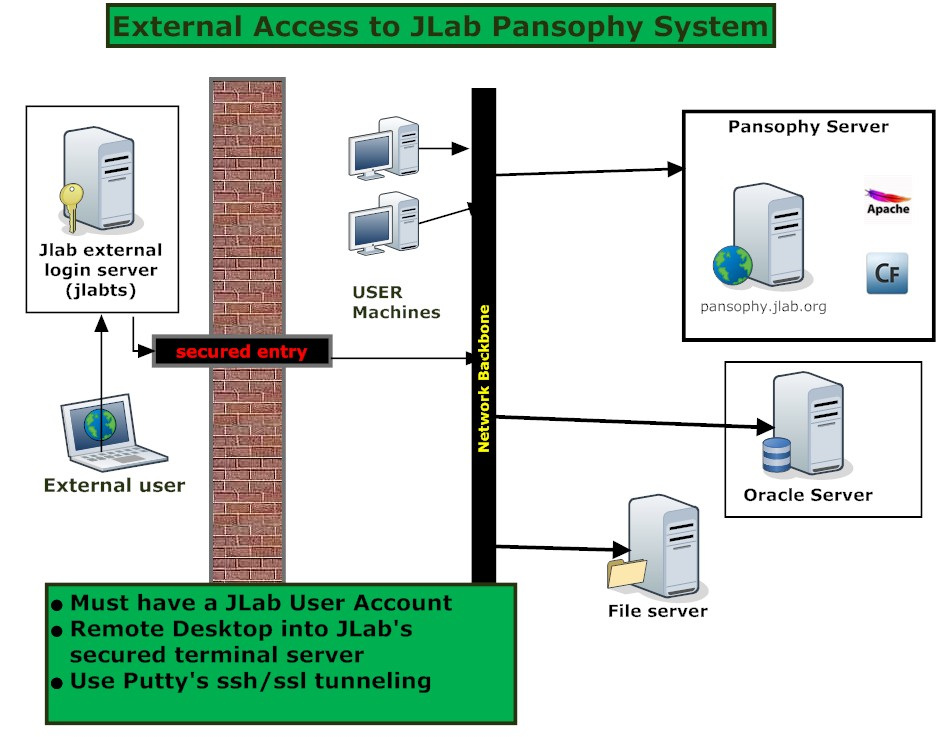 External Access to JLab Pansophy System
Jlab external
login server
(jlabts)
External user
secured entry
USER
Machines
Network Backbone
Pansophy Server
Apache
CF
pansophy.jlab.org
Oracle Server
File server
● Must have a JLab User Account
● Remote Desktop into JLab's
secured terminal server
● Use Putty's ssh/ssl tunneling